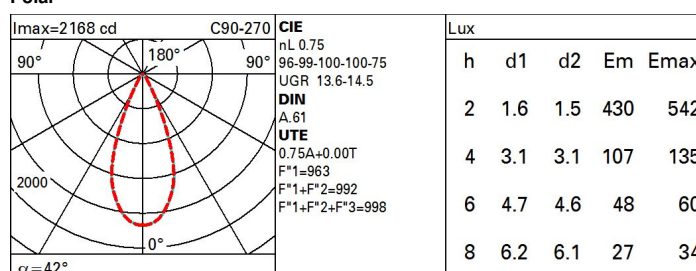 Imax=2168 cd C90-270
90° 180° 90°
2000
0°
α=42°
CIE
nL 0.75
96-99-100-100-75
UGR 13.6-14.5
DIN
A.61
UTE
0.75A+0.00T
F"1=963
F"1+F"2=992
F"1+F"2+F"3=998
Lux
h d1 d2 Em Emax
2 1.6 1.5 430 542
4 3.1 3.1 107 135
6 4.7 4.6 48 60
8 6.2 6.1 27 34